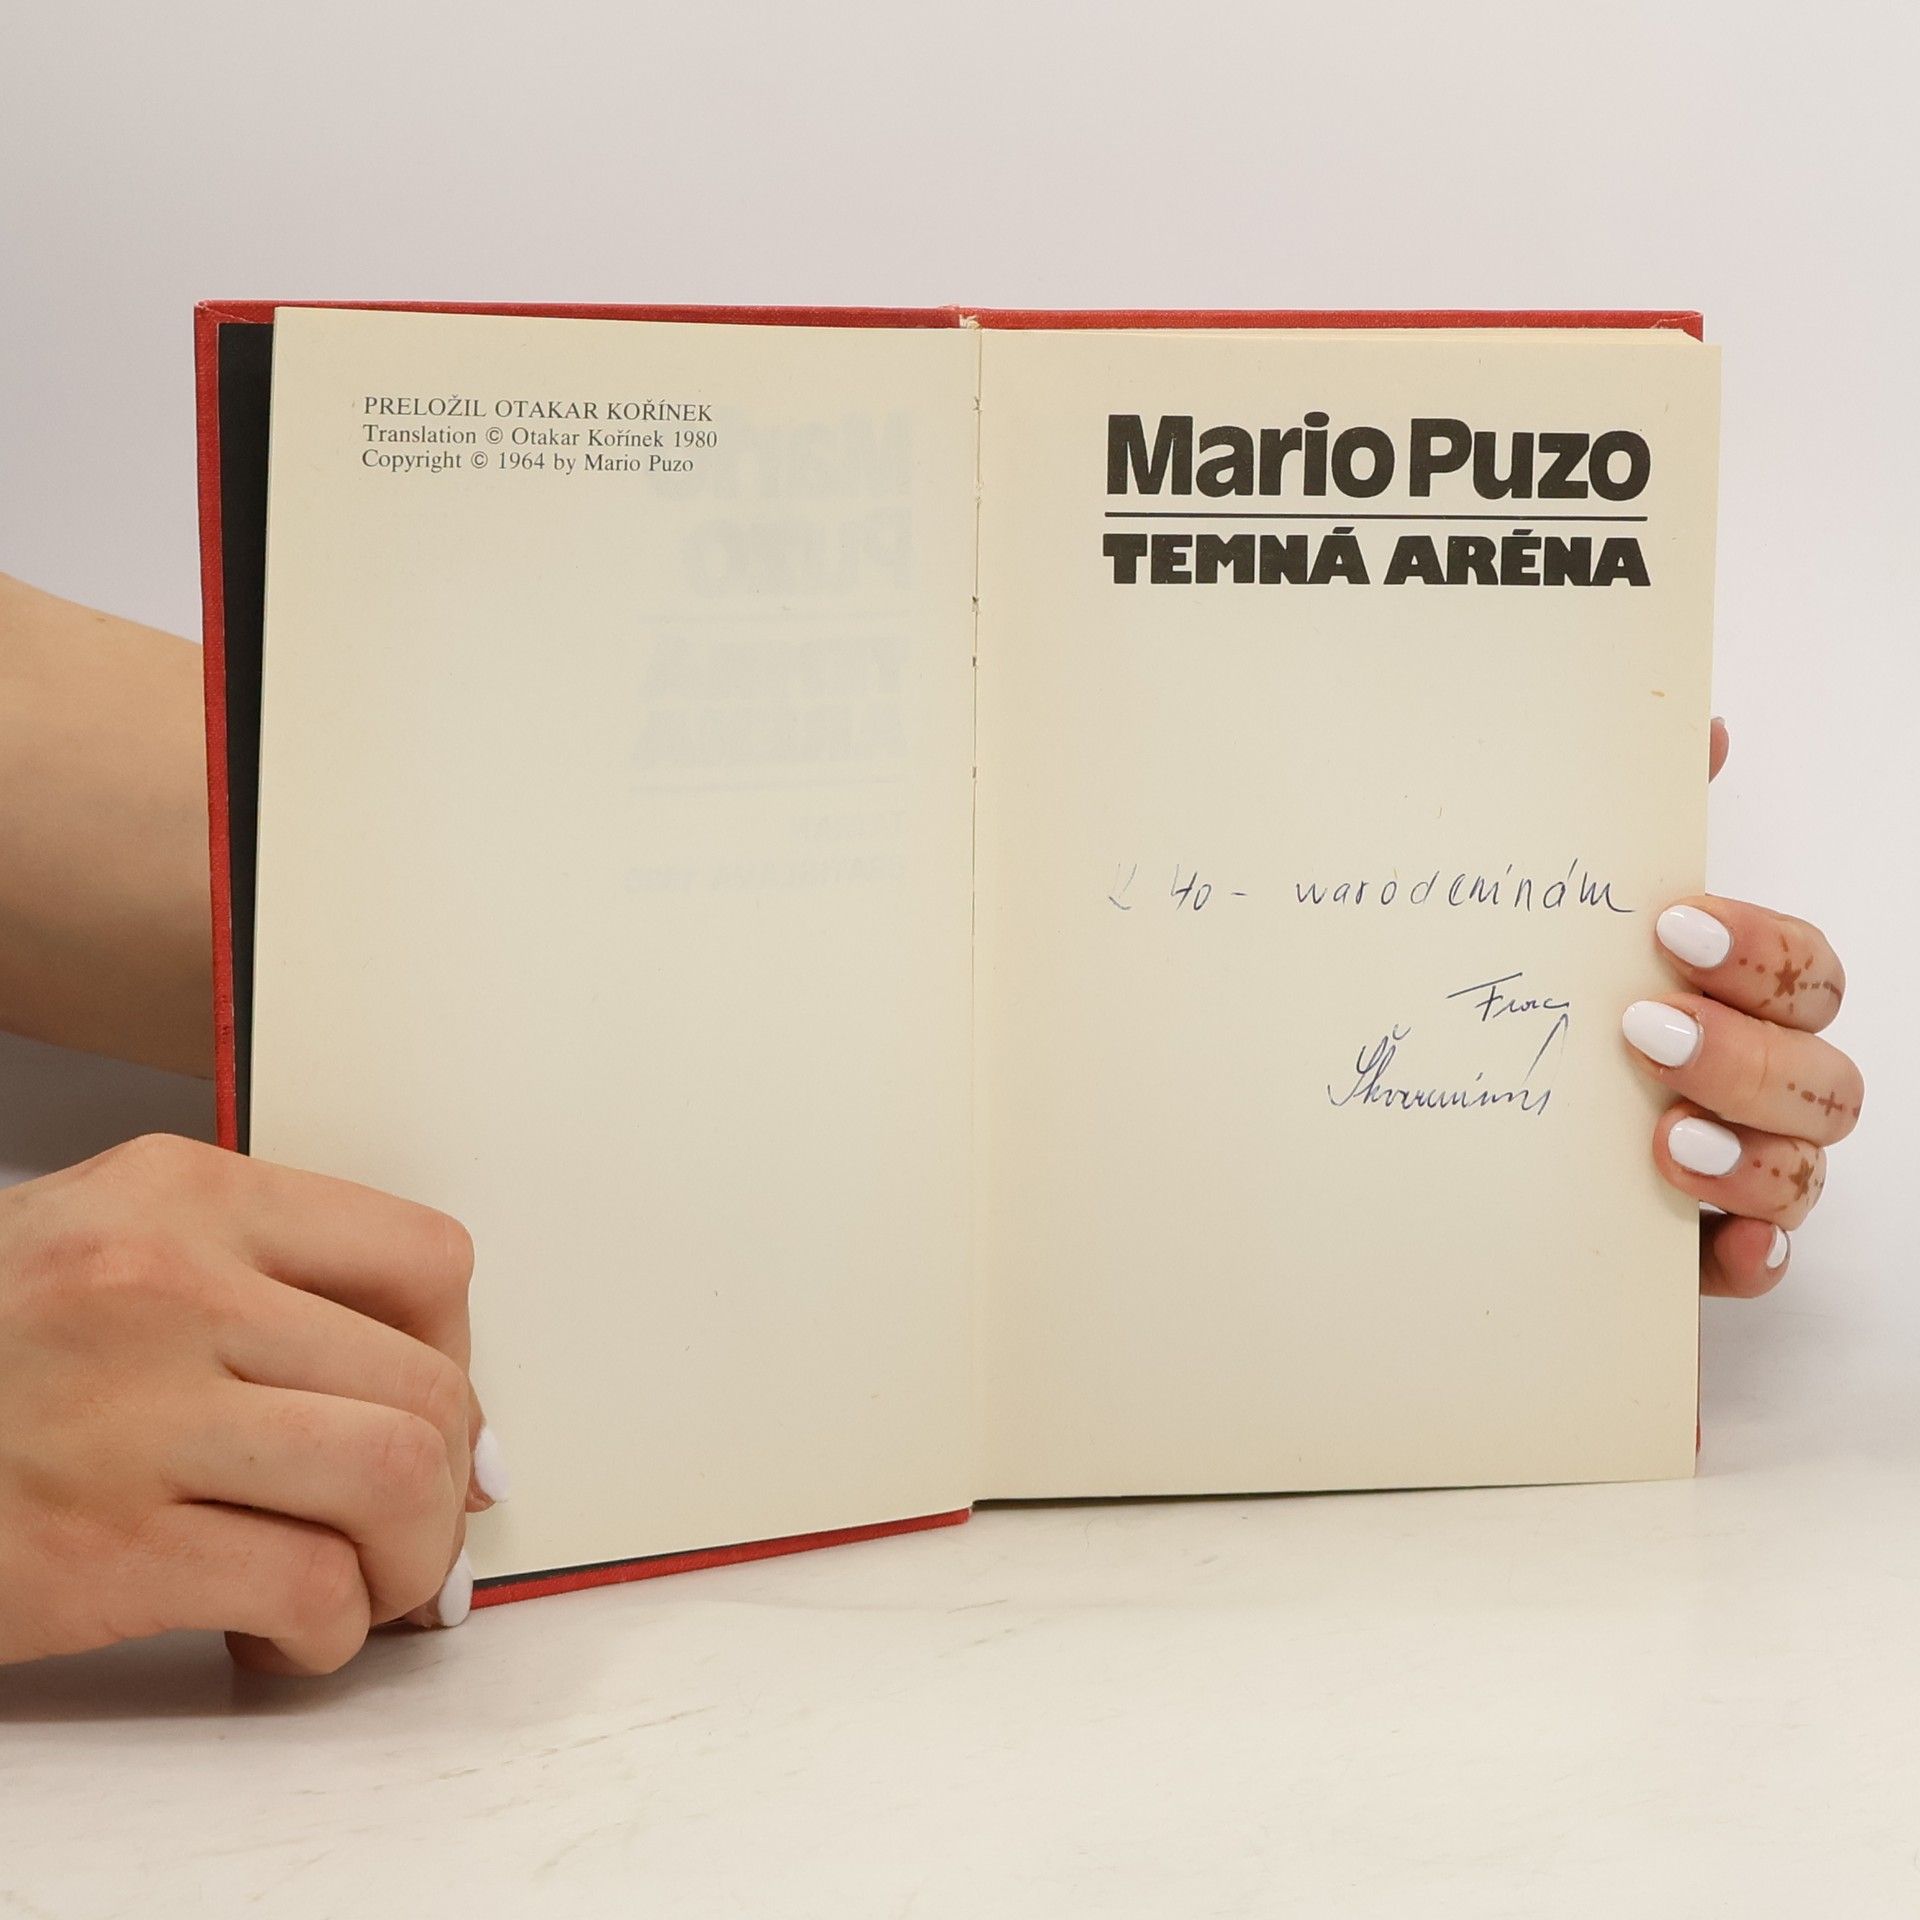 PRELOŽIL OTAKAR KOŘÍNEK
Translation © Otakar Kořínek 1980
Copyright © 1964 by Mario Puzo
Mario Puzo
TEMNÁ ARÉNA
K 40 - narodeninám